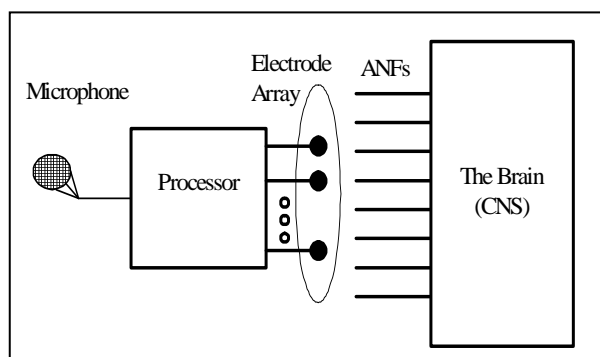 Microphone
Processor
Electrode
Array
ANFs
The Brain
(CNS)